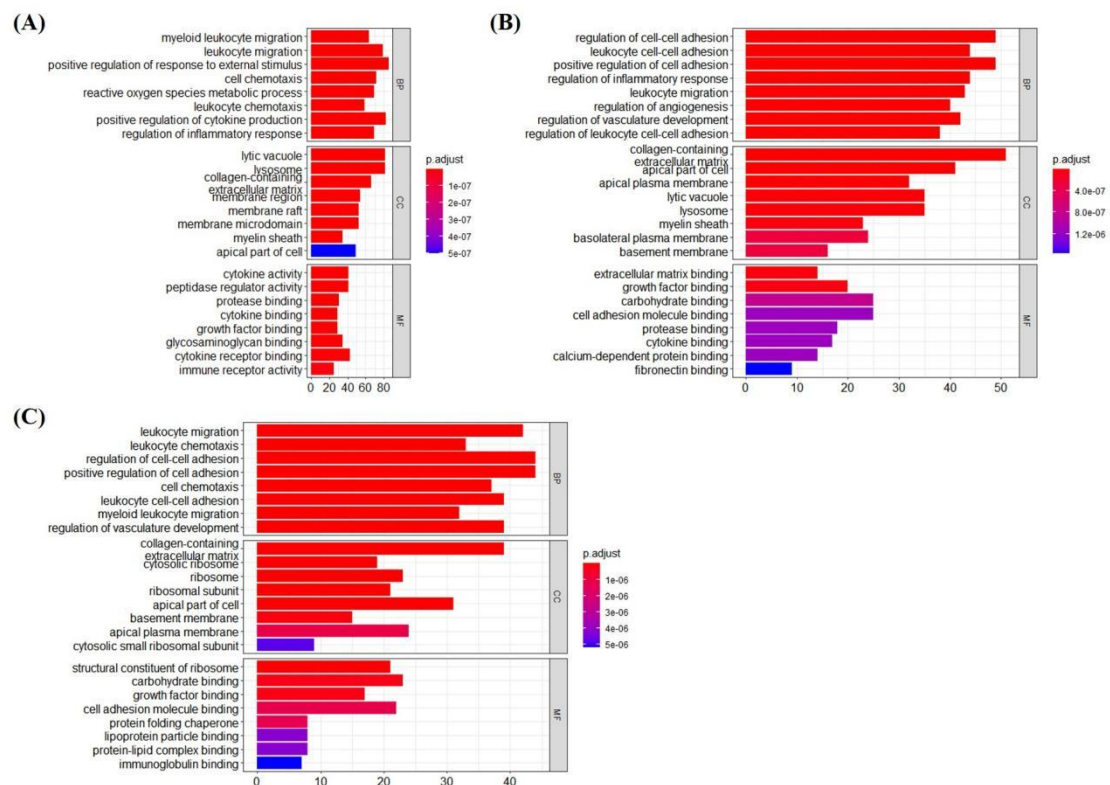 (A)
myeloid leukocyte migration
leukocyte migration
positive regulation of response to external stimulus
cell chemotaxis
reactive oxygen species metabolic process
leukocyte chemotaxis
positive regulation of cytokine production
regulation of inflammatory response
BP
lytic vacuole
lysosome
collagen-containing
extracellular matrix
membrane region
membrane raft
membrane microdomain
myelin sheath
apical part of cell
CC
cytokine activity
peptidase regulator activity
protease binding
cytokine binding
growth factor binding
glycosaminoglycan binding
cytokine receptor binding
immune receptor activity
MF
0 20 40 60 80
p.adjust
1e-07
2e-07
3e-07
4e-07
5e-07
(B)
regulation of cell-cell adhesion
leukocyte cell-cell adhesion
positive regulation of cell adhesion
regulation of inflammatory response
leukocyte migration
regulation of angiogenesis
regulation of vasculature development
regulation of leukocyte cell-cell adhesion
BP
collagen-containing
extracellular matrix
apical part of cell
apical plasma membrane
lytic vacuole
lysosome
myelin sheath
basolateral plasma membrane
basement membrane
CC
extracellular matrix binding
growth factor binding
carbohydrate binding
cell adhesion molecule binding
protease binding
cytokine binding
calcium-dependent protein binding
fibronectin binding
MF
0 10 20 30 40 50
p.adjust
4.0e-07
8.0e-07
1.2e-06
(C)
leukocyte migration
leukocyte chemotaxis
regulation of cell-cell adhesion
positive regulation of cell adhesion
cell chemotaxis
leukocyte cell-cell adhesion
myeloid leukocyte migration
regulation of vasculature development
BP
collagen-containing
extracellular matrix
cytosolic ribosome
ribosome
ribosomal subunit
apical part of cell
basement membrane
apical plasma membrane
cytosolic small ribosomal subunit
CC
structural constituent of ribosome
carbohydrate binding
growth factor binding
cell adhesion molecule binding
protein folding chaperone
lipoprotein particle binding
protein-lipid complex binding
immunoglobulin binding
MF
0 10 20 30 40
p.adjust
1e-06
2e-06
3e-06
4e-06
5e-06